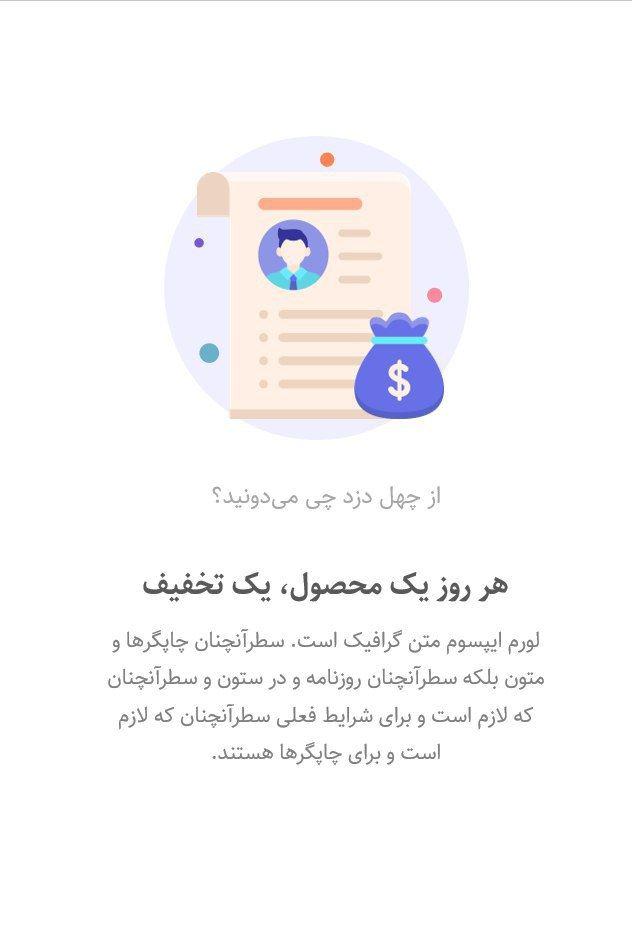 $
از چهل دزد چی می‌دونید؟
هر روز یک محصول، یک تخفیف
لورم ایپسوم متن گرافیک است. سطرآنچنان چاپگرها و
متون بلکه سطرآنچنان روزنامه و در ستون و سطرآنچنان
که لازم است و برای شرایط فعلی سطرآنچنان که لازم
است و برای چاپگرها هستند.